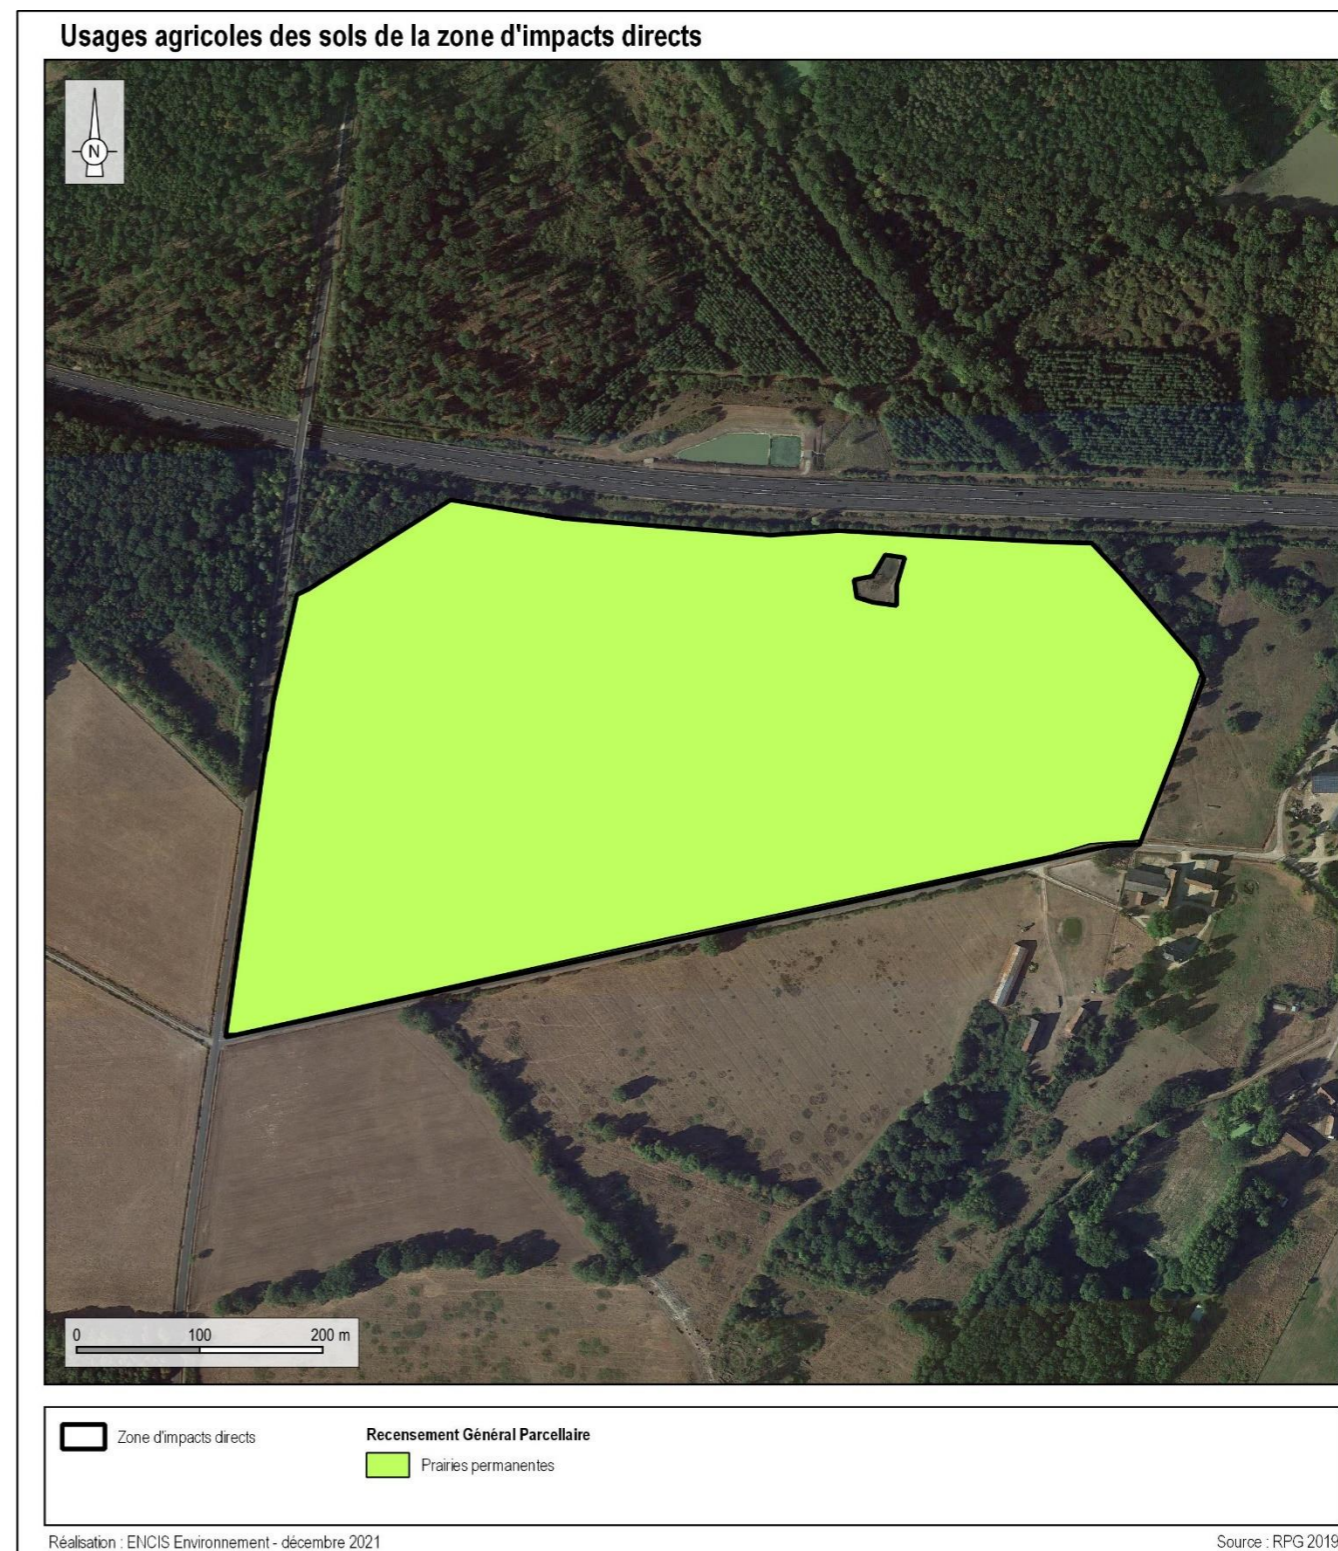 Usages agricoles des sols de la zone d'impacts directs
N
0 100 200 m
Zone d'impacts directs
Recensement Général Parcellaire
Prairies permanentes
Réalisation : ENCIS Environnement - décembre 2021
Source : RPG 2019